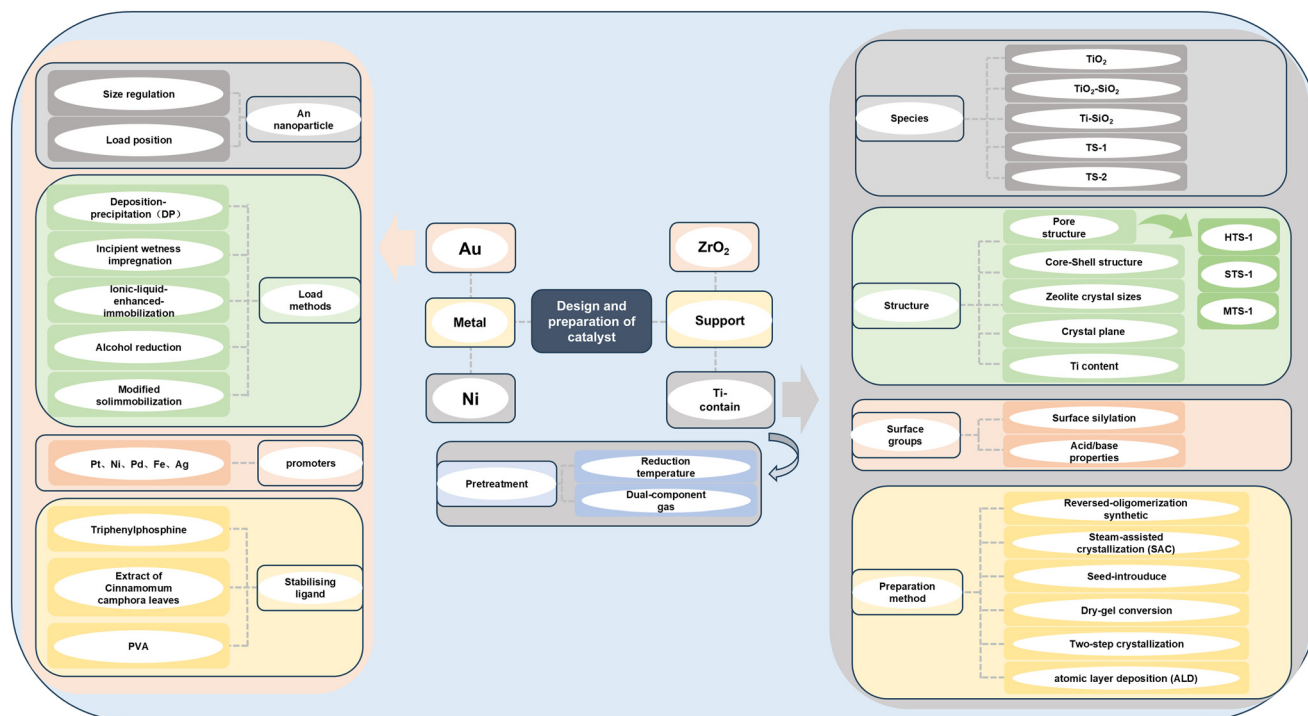 Size regulation
Load position
An
nanoparticle
Deposition-
precipitation（DP）
Incipient wetness
impregnation
Ionic-liquid-
enhanced-
immobilization
Alcohol reduction
Modified
solimmobilization
Load
methods
Pt、Ni、Pd、Fe、Ag
promoters
Triphenylphosphine
Extract of
Cinnamomum
camphora leaves
PVA
Stabilising
ligand
Au
Metal
Ni
Design and
preparation of
catalyst
ZrO₂
Support
Ti-
contain
Pretreatment
Reduction
temperature
Dual-component
gas
Species
TiO₂
TiO₂-SiO₂
Ti-SiO₂
TS-1
TS-2
Structure
Pore
structure
Core-Shell structure
Zeolite crystal sizes
Crystal plane
Ti content
HTS-1
STS-1
MTS-1
Surface
groups
Surface silylation
Acid/base
properties
Preparation
method
Reversed-oligomerization
synthetic
Steam-assisted
crystallization (SAC)
Seed-introuduce
Dry-gel conversion
Two-step crystallization
atomic layer deposition (ALD)